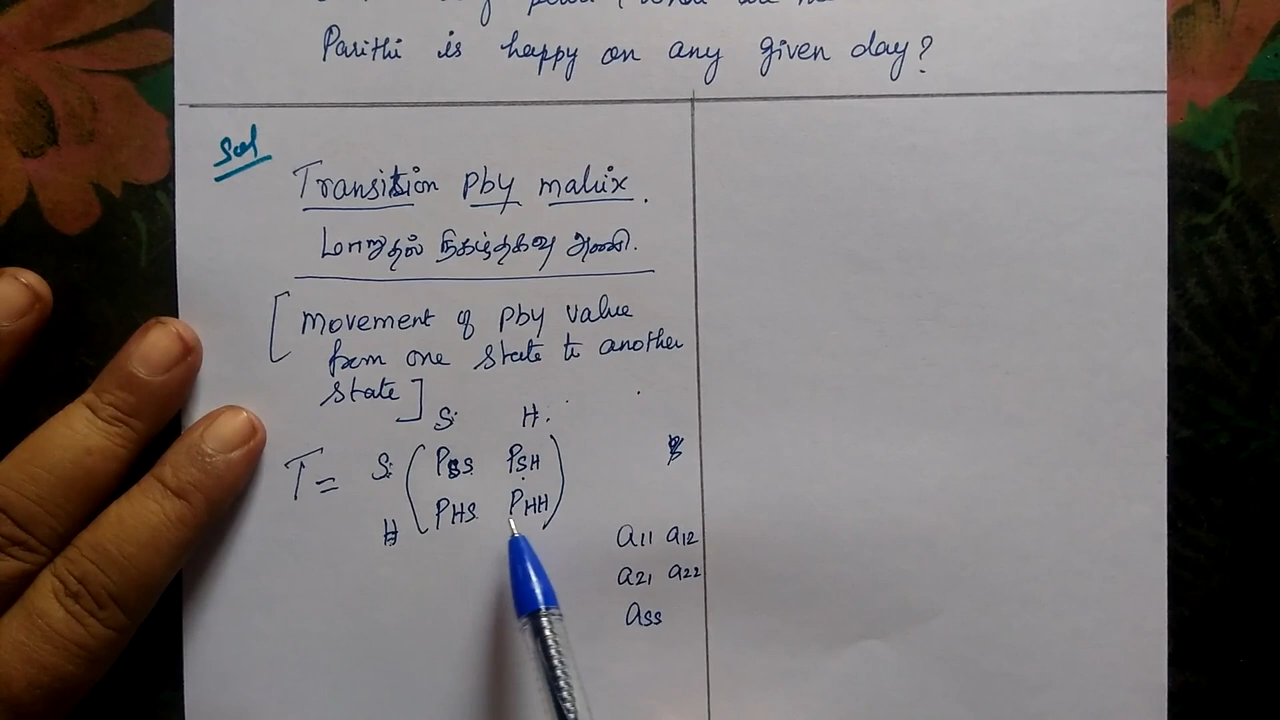 Parithi is happy on any given day?
Sol
Transition Pby matrix.
மாறுதல் நிகழ்தகவு அணி.
[Movement of Pby value
from one state to another
state]
S H
T = S ( PSS PSH
H PHS PHH )
a11 a12
a21 a22
ass